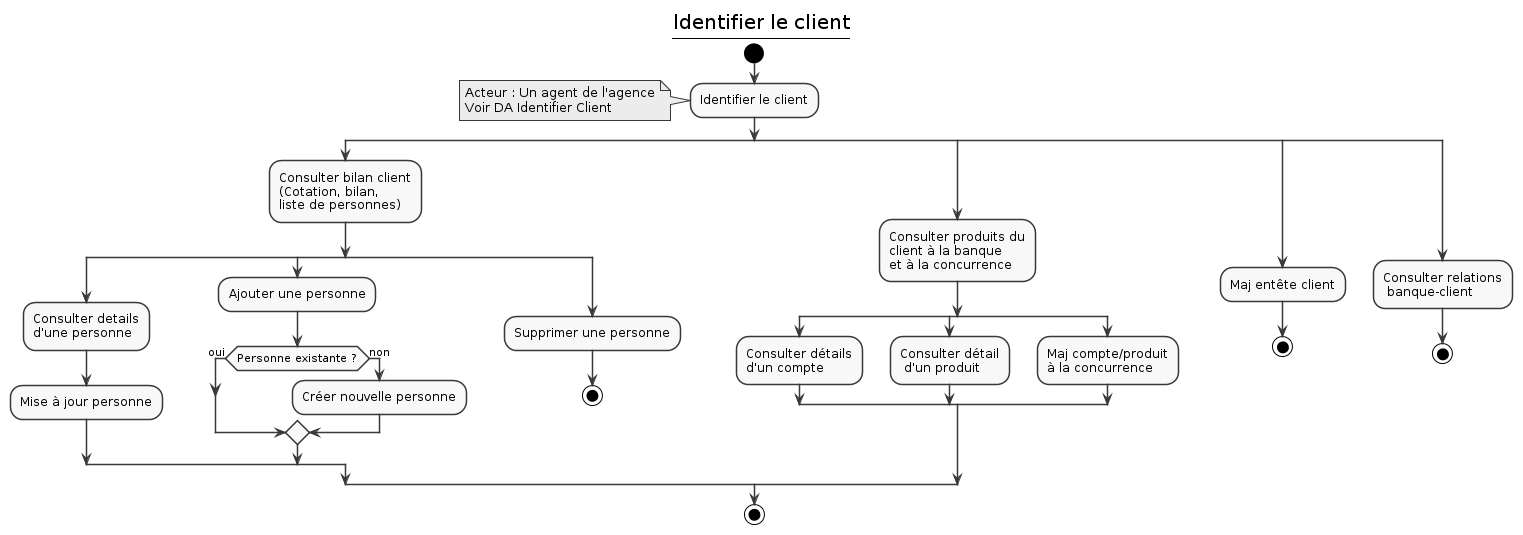 Identifier le client
Acteur : Un agent de l'agence
Voir DA Identifier Client
Identifier le client
Consulter bilan client
(Cotation, bilan,
liste de personnes)
Consulter produits du
client à la banque
et à la concurrence
Maj entête client
Consulter relations
banque-client
Consulter details
d'une personne
Mise à jour personne
Ajouter une personne
oui
Personne existante ?
non
Créer nouvelle personne
Supprimer une personne
Consulter détails
d'un compte
Consulter détail
d'un produit
Maj compte/produit
à la concurrence